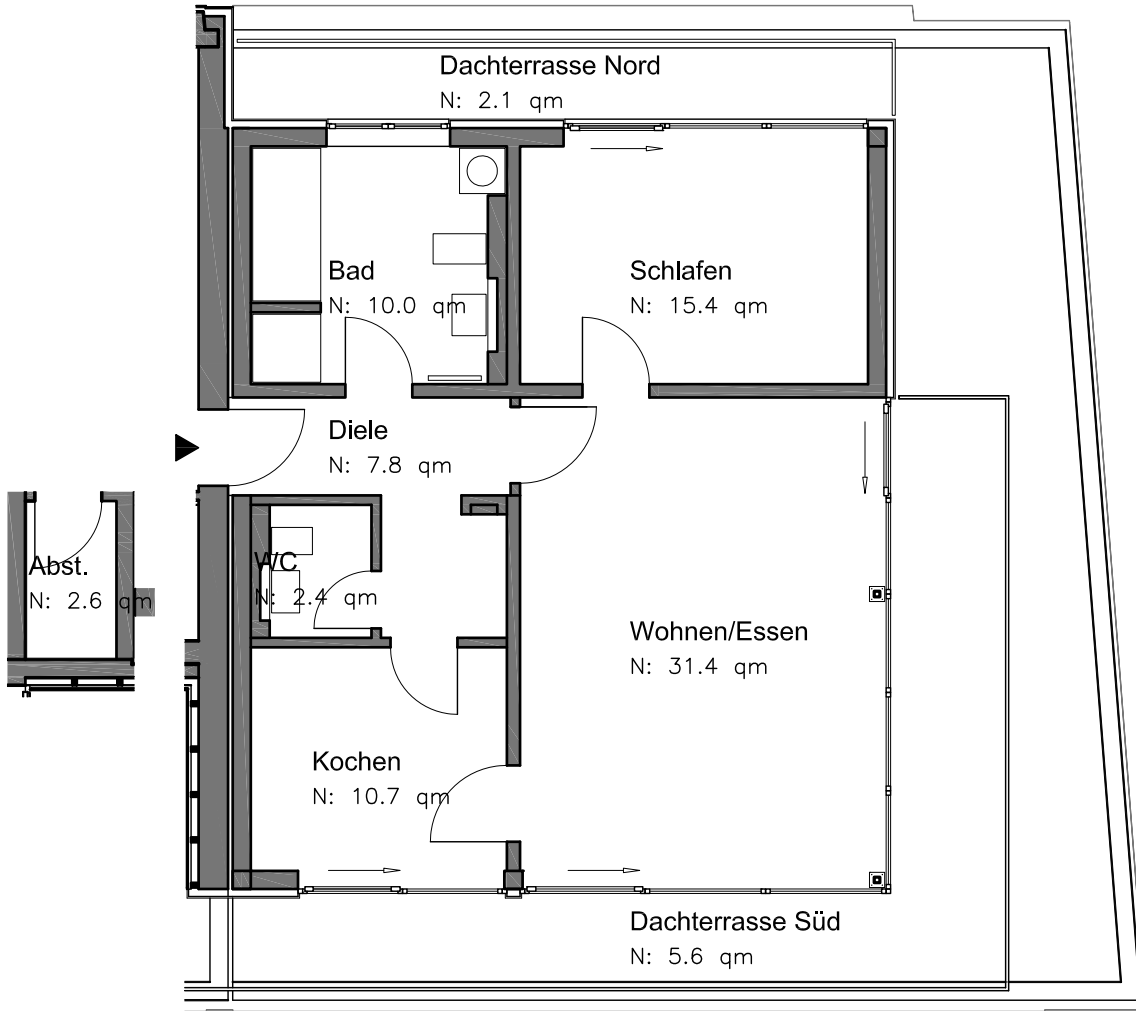 Dachterrasse Nord
N: 2.1 qm
Bad
N: 10.0 qm
Schlafen
N: 15.4 qm
Diele
N: 7.8 qm
Abst.
N: 2.6 qm
WC
N: 2.4 qm
Wohnen/Essen
N: 31.4 qm
Kochen
N: 10.7 qm
Dachterrasse Süd
N: 5.6 qm